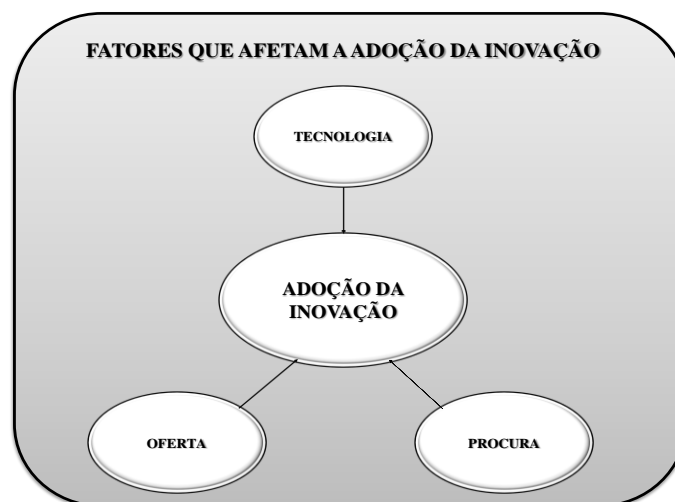 FATORES QUE AFETAM A ADOÇÃO DA INOVAÇÃO
TECNOLOGIA
ADOÇÃO DA
INOVAÇÃO
OFERTA
PROCURA